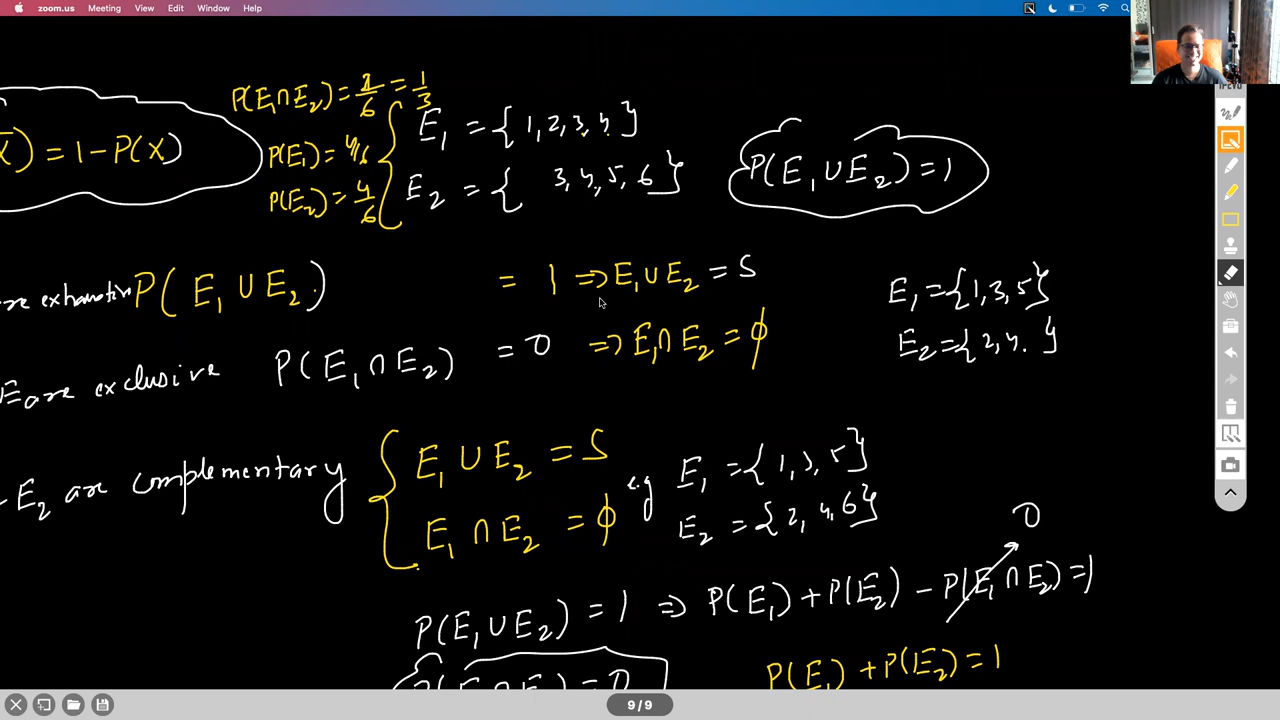 zoom.us Meeting View Edit Window Help
P(E₁∩E₂) = 2/6 = 1/3
X̄) = 1-P(X)
P(E₁) = 4/6
P(E₂) = 4/6
E₁ = { 1, 2, 3, 4 }
E₂ = { 3, 4, 5, 6 }
P(E₁ ∪ E₂) = 1
are exhaustive P( E₁ ∪ E₂ ) = 1 => E₁ ∪ E₂ = S
E are exclusive P( E₁ ∩ E₂ ) = 0 => E₁ ∩ E₂ = ϕ
E₁ = {1, 3, 5}
E₂ = {2, 4. }
E₂ are complementary
E₁ ∪ E₂ = S
E₁ ∩ E₂ = ϕ
e.g E₁ = {1, 3, 5}
E₂ = {2, 4, 6}
0
P(E₁ ∪ E₂) = 1 => P(E₁) + P(E₂) - P(E₁ ∩ E₂) = 1
P(E₁ ∩ E₂) = 0
P(E₁) + P(E₂) = 1
9 / 9